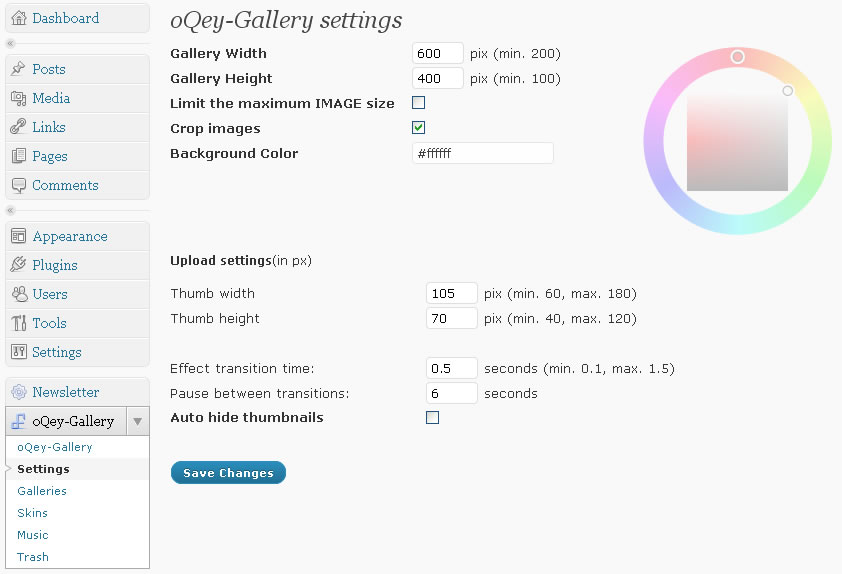 Dashboard
Posts
Media
Links
Pages
Comments
Appearance
Plugins
Users
Tools
Settings
Newsletter
oQey-Gallery
oQey-Gallery
Settings
Galleries
Skins
Music
Trash
oQey-Gallery settings
Gallery Width 600 pix (min. 200)
Gallery Height 400 pix (min. 100)
Limit the maximum IMAGE size
Crop images
Background Color #ffffff
Upload settings(in px)
Thumb width 105 pix (min. 60, max. 180)
Thumb height 70 pix (min. 40, max. 120)
Effect transition time: 0.5 seconds (min. 0.1, max. 1.5)
Pause between transitions: 6 seconds
Auto hide thumbnails
Save Changes